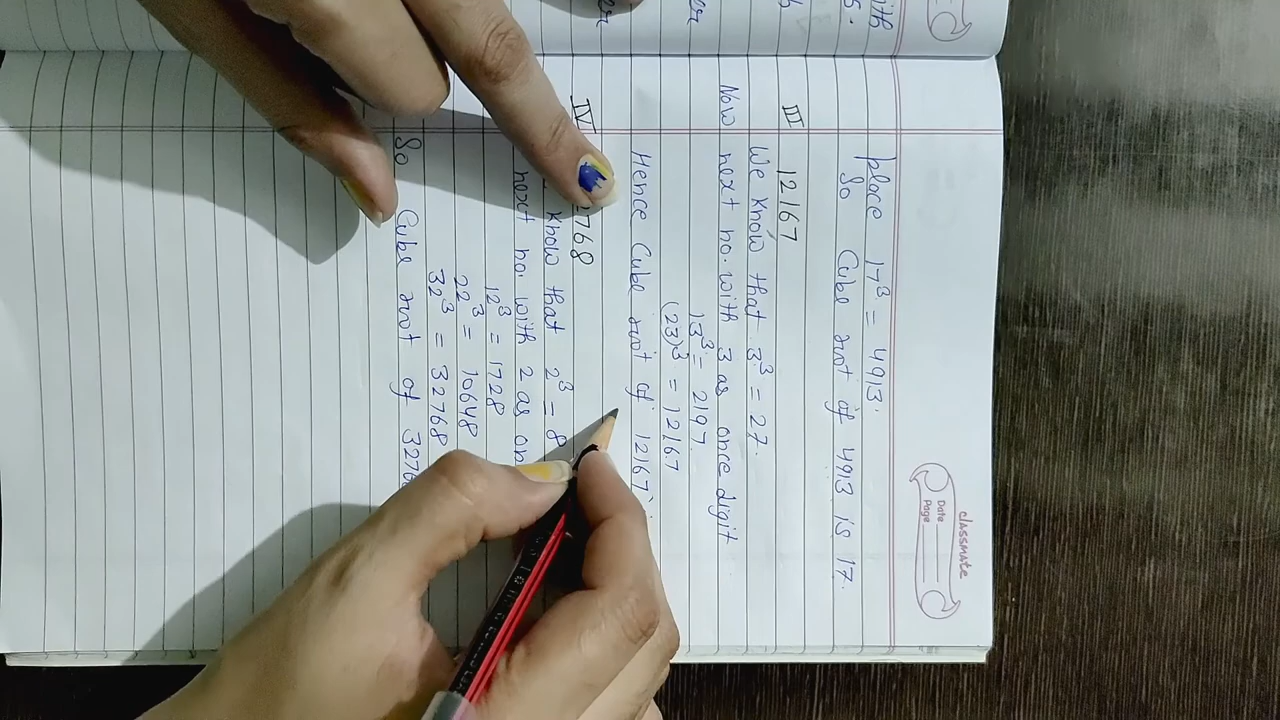 classmate
Date
Page
place 17³ = 4913.
So Cube root of 4913 is 17.
III 12167
We Know that 3³ = 27.
Now next no. with 3 as once digit
13³ = 2197
(23)³ = 12167
Hence Cube root of 12167
IV 768
Know that 2³ = 8
next no. with 2 as on
12³ = 1728
22³ = 10648
32³ = 32768
So Cube root of 3276